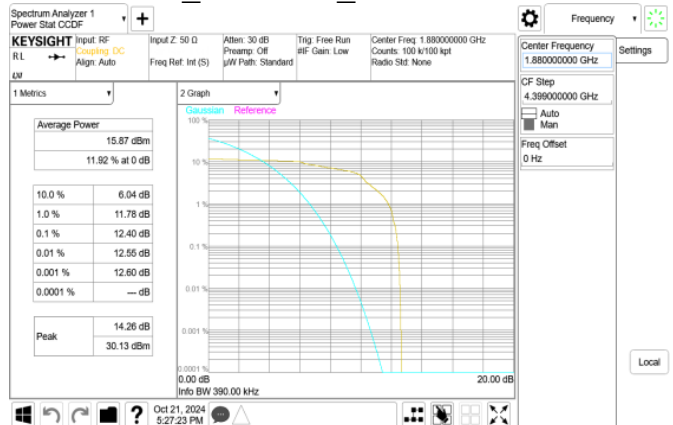 Spectrum Analyzer 1
Power Stat CCDF
Frequency
KEYSIGHT
RL
LXI
Input: RF
Coupling: DC
Align: Auto
Input Z: 50 Ω
Freq Ref: Int (S)
Atten: 30 dB
Preamp: Off
µW Path: Standard
Trig: Free Run
#IF Gain: Low
Center Freq: 1.880000000 GHz
Counts: 100 k/100 kpt
Radio Std: None
1 Metrics
Average Power
15.87 dBm
11.92 % at 0 dB
10.0 % 6.04 dB
1.0 % 11.78 dB
0.1 % 12.40 dB
0.01 % 12.55 dB
0.001 % 12.60 dB
0.0001 % --- dB
Peak
14.26 dB
30.13 dBm
2 Graph
Gaussian Reference
100 %
10 %
1 %
0.1 %
0.01 %
0.001 %
0.0001 %
0.00 dB 20.00 dB
Info BW 390.00 kHz
Center Frequency
1.880000000 GHz
CF Step
4.399000000 GHz
Auto
Man
Freq Offset
0 Hz
Settings
Local
?
Oct 21, 2024
5:27:23 PM